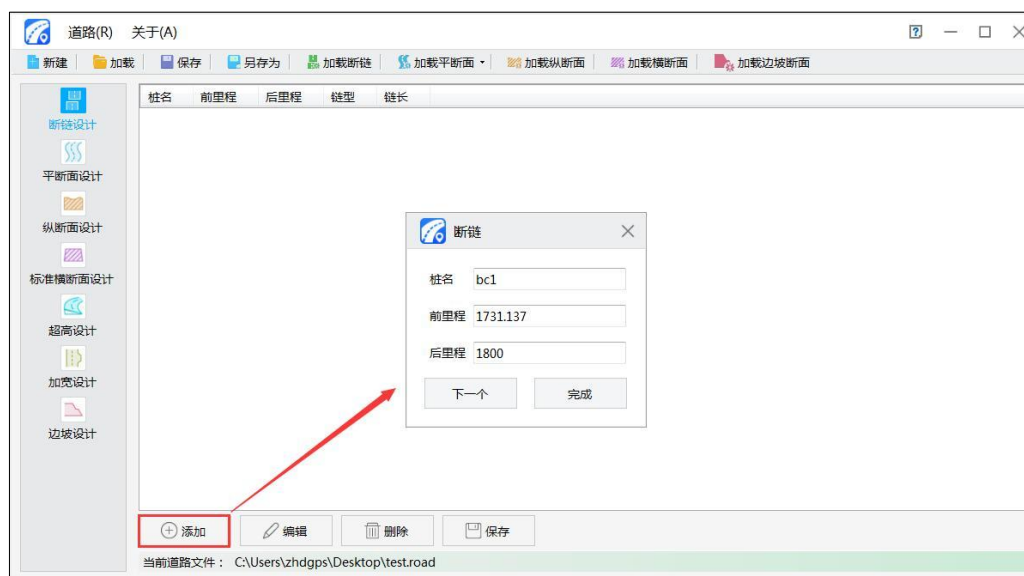 道路(R) 关于(A)
新建 加载 保存 另存为 加载断链 加载平断面 加载纵断面 加载横断面 加载边坡断面
断链设计
平断面设计
纵断面设计
标准横断面设计
超高设计
加宽设计
边坡设计
桩名 前里程 后里程 链型 链长
断链
桩名 bc1
前里程 1731.137
后里程 1800
下一个 完成
添加 编辑 删除 保存
当前道路文件： C:\Users\zhdgps\Desktop\test.road